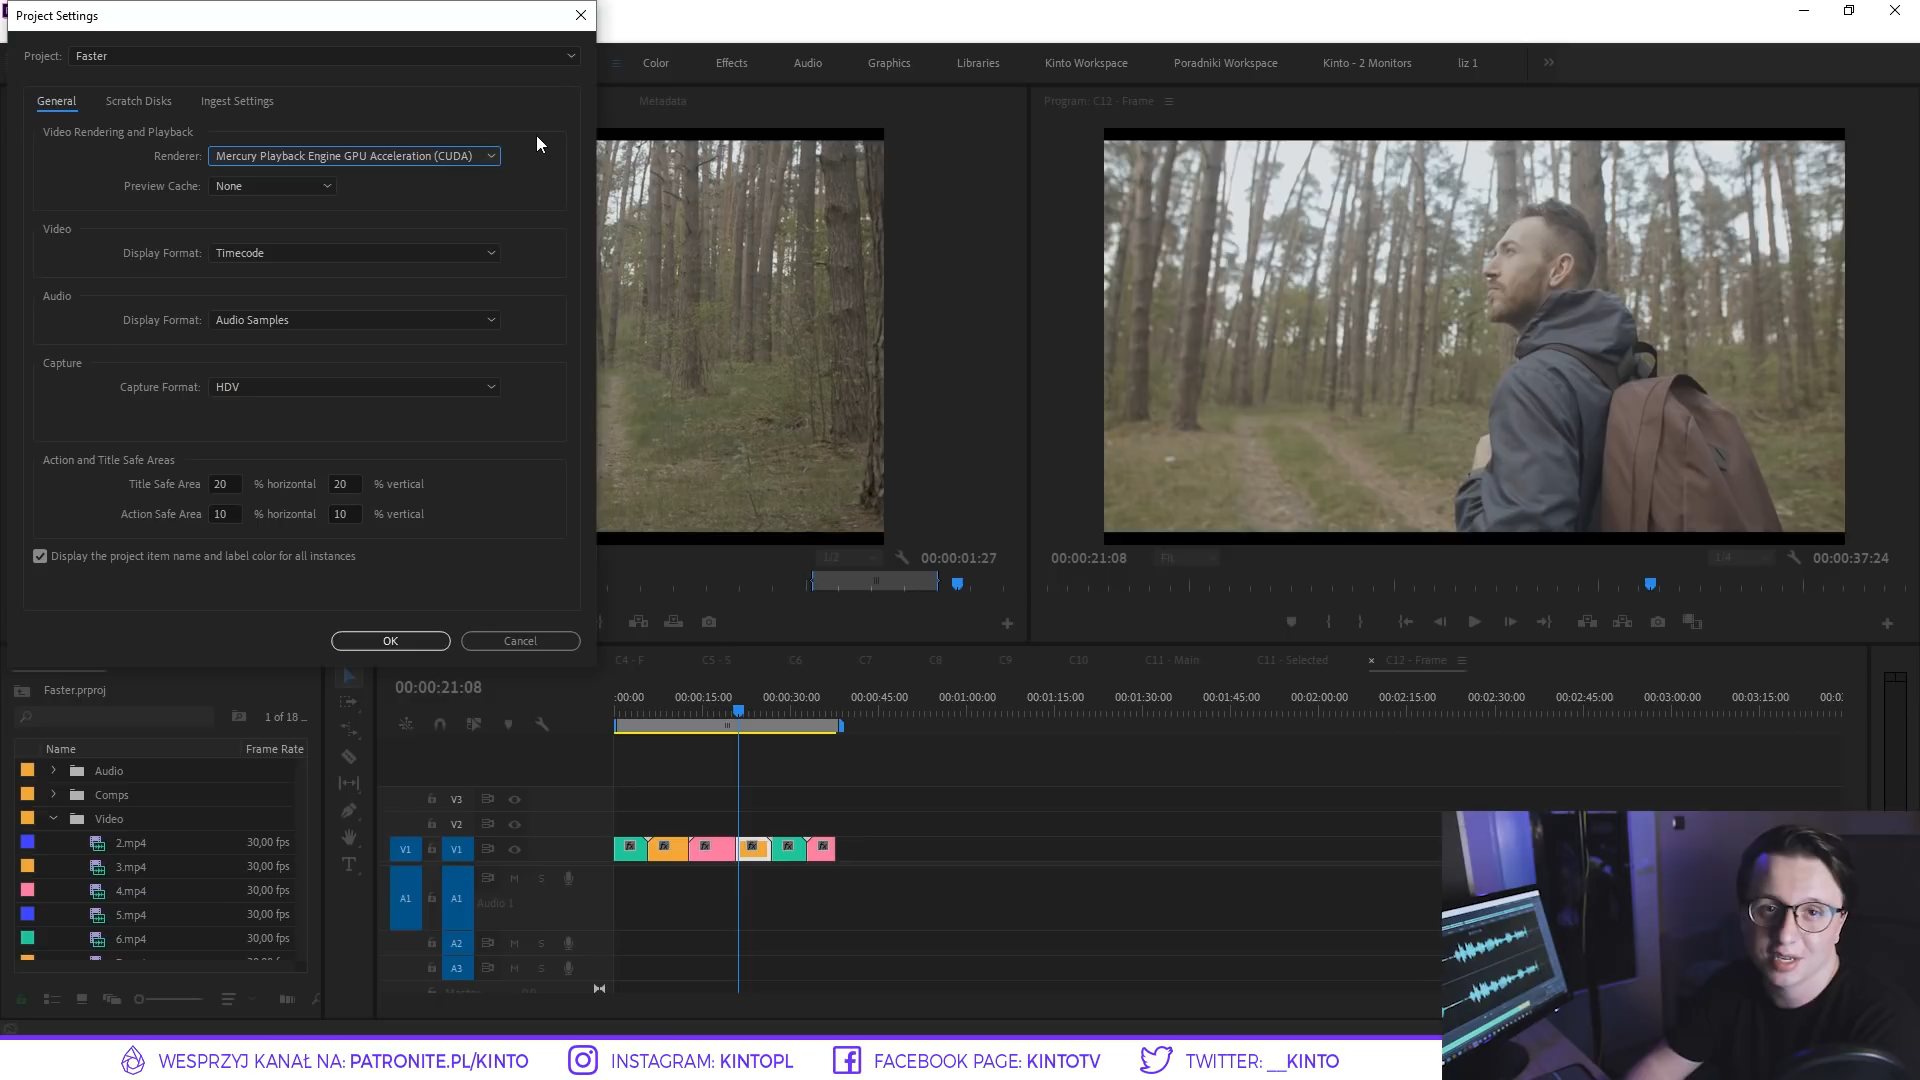 Project Settings
Project: Faster
General Scratch Disks Ingest Settings
Video Rendering and Playback
Renderer: Mercury Playback Engine GPU Acceleration (CUDA)
Preview Cache: None
Video
Display Format: Timecode
Audio
Display Format: Audio Samples
Capture
Capture Format: HDV
Action and Title Safe Areas
Title Safe Area 20 % horizontal 20 % vertical
Action Safe Area 10 % horizontal 10 % vertical
Display the project item name and label color for all instances
OK Cancel
Color Effects Audio Graphics Libraries Kinto Workspace Poradniki Workspace Kinto - 2 Monitors liz 1
Metadata
Program: C12 - Frame
1/2 00:00:01:27
00:00:21:08 Fit 1/4 00:00:37:24
Faster.prproj
1 of 18 ...
Name Frame Rate
Audio
Comps
Video
2.mp4 30,00 fps
3.mp4 30,00 fps
4.mp4 30,00 fps
5.mp4 30,00 fps
6.mp4 30,00 fps
C4 - F C5 - S C6 C7 C8 C9 C10 C11 - Main C11 - Selected C12 - Frame
00:00:21:08
:00:00 00:00:15:00 00:00:30:00 00:00:45:00 00:01:00:00 00:01:15:00 00:01:30:00 00:01:45:00 00:02:00:00 00:02:15:00 00:02:30:00 00:02:45:00 00:03:00:00 00:03:15:00 00:0
V3
V2
V1 V1 fx fx fx fx fx fx
A1 A1 M S
Audio 1
A2 M S
A3 M S
WESPRZYJ KANAŁ NA: PATRONITE.PL/KINTO INSTAGRAM: KINTOPL FACEBOOK PAGE: KINTOTV TWITTER: __KINTO